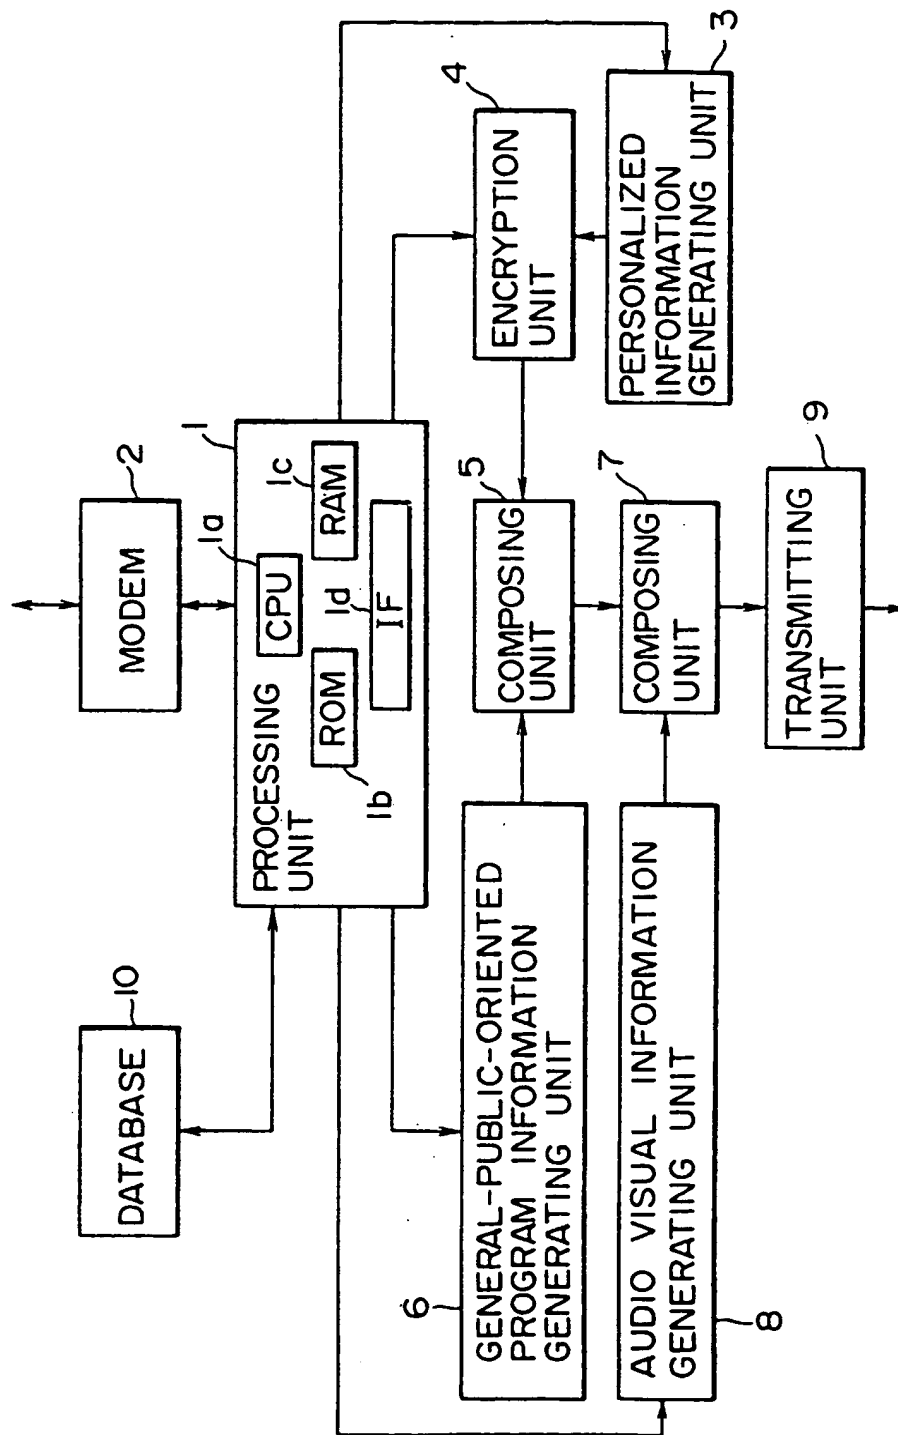 DATABASE
10
MODEM
2
PROCESSING
UNIT
1
CPU
1a
ROM
1b
RAM
1c
IF
1d
GENERAL-PUBLIC-ORIENTED
PROGRAM INFORMATION
GENERATING UNIT
6
COMPOSING
UNIT
5
ENCRYPTION
UNIT
4
AUDIO VISUAL INFORMATION
GENERATING UNIT
8
COMPOSING
UNIT
7
PERSONALIZED
INFORMATION
GENERATING UNIT
3
TRANSMITTING
UNIT
9